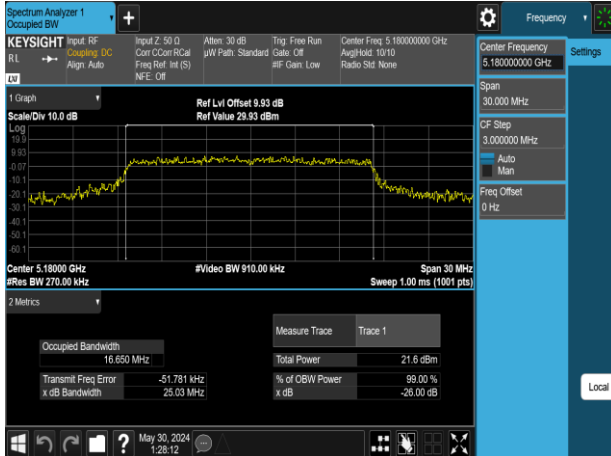 Spectrum Analyzer 1
Occupied BW
+
Frequency
KEYSIGHT
RL
LXI
Input: RF
Coupling: DC
Align: Auto
Input Z: 50 Ω
Corr CCorr RCal
Freq Ref: Int (S)
NFE: Off
Atten: 30 dB
µW Path: Standard
Trig: Free Run
Gate: Off
#IF Gain: Low
Center Freq: 5.180000000 GHz
Avg|Hold: 10/10
Radio Std: None
Center Frequency
5.180000000 GHz
Settings
Span
30.000 MHz
CF Step
3.000000 MHz
Auto
Man
Freq Offset
0 Hz
Local
1 Graph
Scale/Div 10.0 dB
Ref Lvl Offset 9.93 dB
Ref Value 29.93 dBm
Log
19.9
9.93
-0.07
-10.1
-20.1
-30.1
-40.1
-50.1
-60.1
Center 5.18000 GHz
#Video BW 910.00 kHz
Span 30 MHz
#Res BW 270.00 kHz
Sweep 1.00 ms (1001 pts)
2 Metrics
Measure Trace
Trace 1
Occupied Bandwidth
16.650 MHz
Total Power
21.6 dBm
Transmit Freq Error
-51.781 kHz
% of OBW Power
99.00 %
x dB Bandwidth
25.03 MHz
x dB
-26.00 dB
?
May 30, 2024
1:28:12